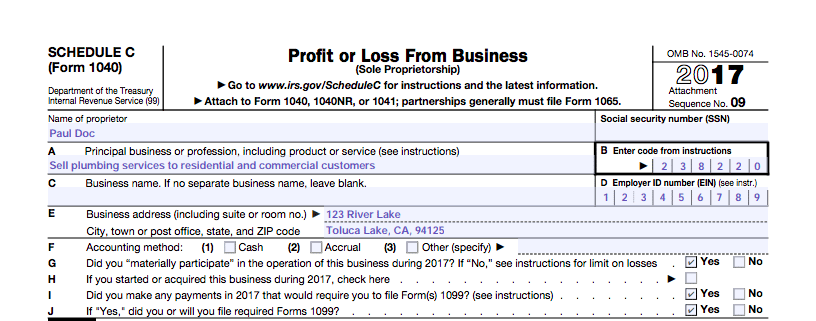 SCHEDULE C
(Form 1040)
Department of the Treasury
Internal Revenue Service (99)
Profit or Loss From Business
(Sole Proprietorship)
▶ Go to www.irs.gov/ScheduleC for instructions and the latest information.
▶ Attach to Form 1040, 1040NR, or 1041; partnerships generally must file Form 1065.
OMB No. 1545-0074
2017
Attachment
Sequence No. 09
Name of proprietor
Paul Doc
Social security number (SSN)
A Principal business or profession, including product or service (see instructions)
Sell plumbing services to residential and commercial customers
B Enter code from instructions
▶ 2 3 8 2 2 0
C Business name. If no separate business name, leave blank.
D Employer ID number (EIN) (see instr.)
1 2 3 4 5 6 7 8 9
E Business address (including suite or room no.) ▶ 123 River Lake
City, town or post office, state, and ZIP code Toluca Lake, CA, 94125
F Accounting method: (1) Cash (2) Accrual (3) Other (specify) ▶
G Did you “materially participate” in the operation of this business during 2017? If “No,” see instructions for limit on losses . ✓ Yes No
H If you started or acquired this business during 2017, check here . . . . . . . . . . . . . . . . . ▶
I Did you make any payments in 2017 that would require you to file Form(s) 1099? (see instructions) . . . . . . . . ✓ Yes No
J If "Yes," did you or will you file required Forms 1099? . . . . . . . . . . . . . . . . . . . . ✓ Yes No